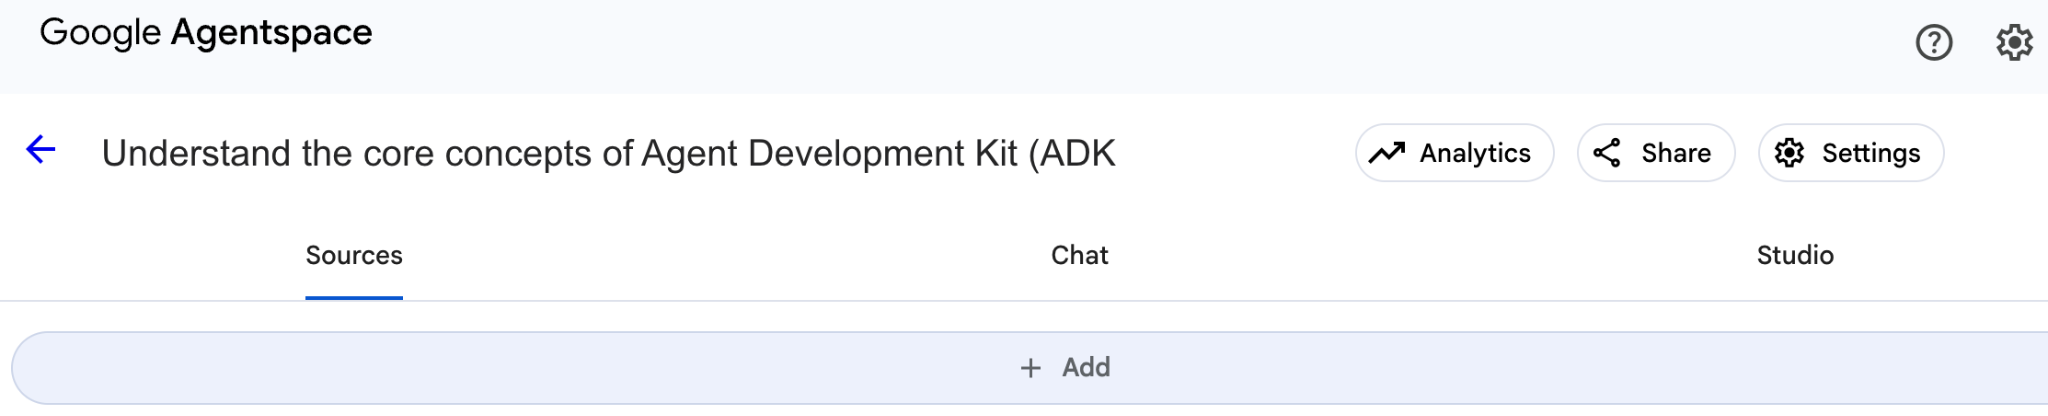 Google Agentspace
Understand the core concepts of Agent Development Kit (ADK
Analytics
Share
Settings
Sources
Chat
Studio
+ Add